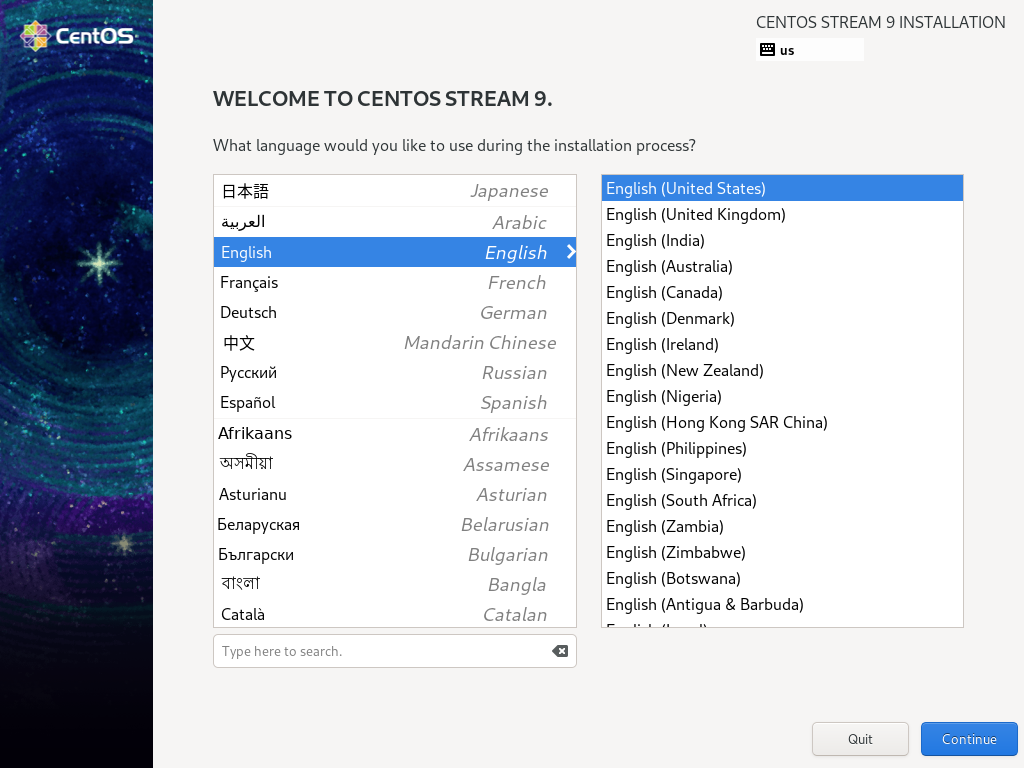 CentOS
CENTOS STREAM 9 INSTALLATION
us
WELCOME TO CENTOS STREAM 9.
What language would you like to use during the installation process?
日本語 Japanese
العربية Arabic
English English
Français French
Deutsch German
中文 Mandarin Chinese
Русский Russian
Español Spanish
Afrikaans Afrikaans
অসমীয়া Assamese
Asturianu Asturian
Беларуская Belarusian
Български Bulgarian
বাংলা Bangla
Català Catalan
Type here to search.
English (United States)
English (United Kingdom)
English (India)
English (Australia)
English (Canada)
English (Denmark)
English (Ireland)
English (New Zealand)
English (Nigeria)
English (Hong Kong SAR China)
English (Philippines)
English (Singapore)
English (South Africa)
English (Zambia)
English (Zimbabwe)
English (Botswana)
English (Antigua & Barbuda)
Quit
Continue